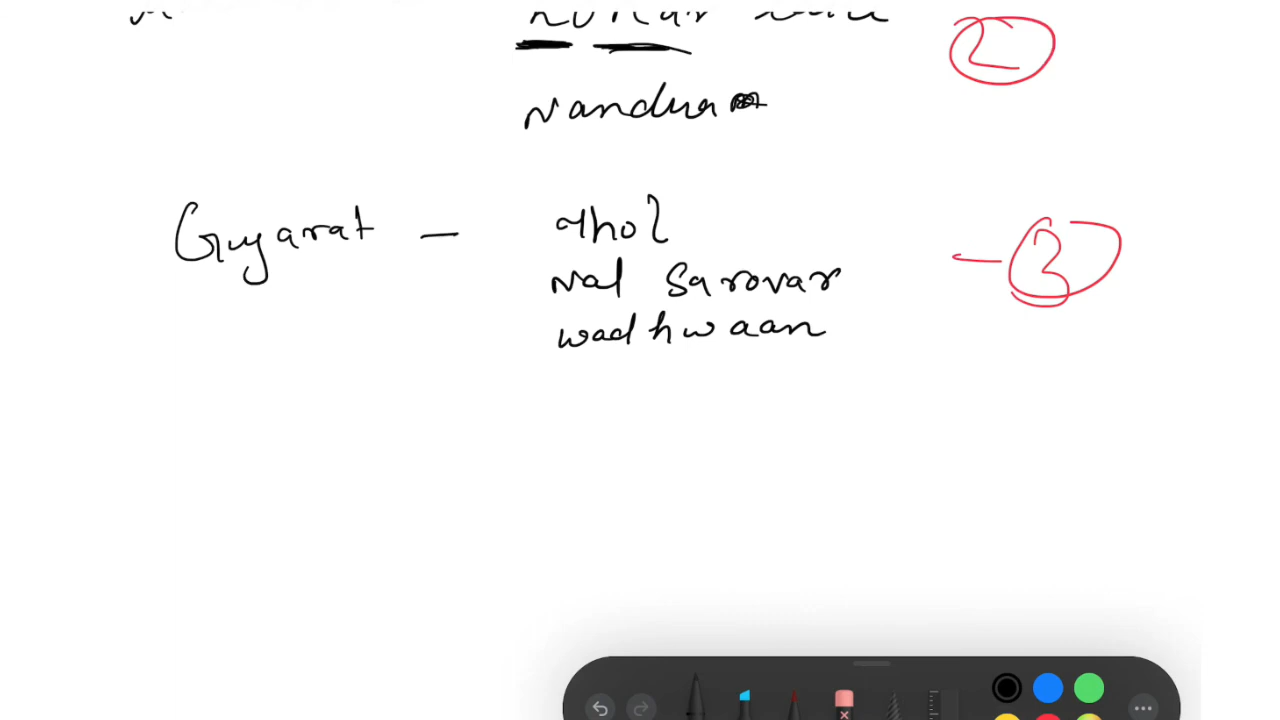 2
Nandur
Gujarat — Thol — 3
Nal Sarovar
wadhwaan